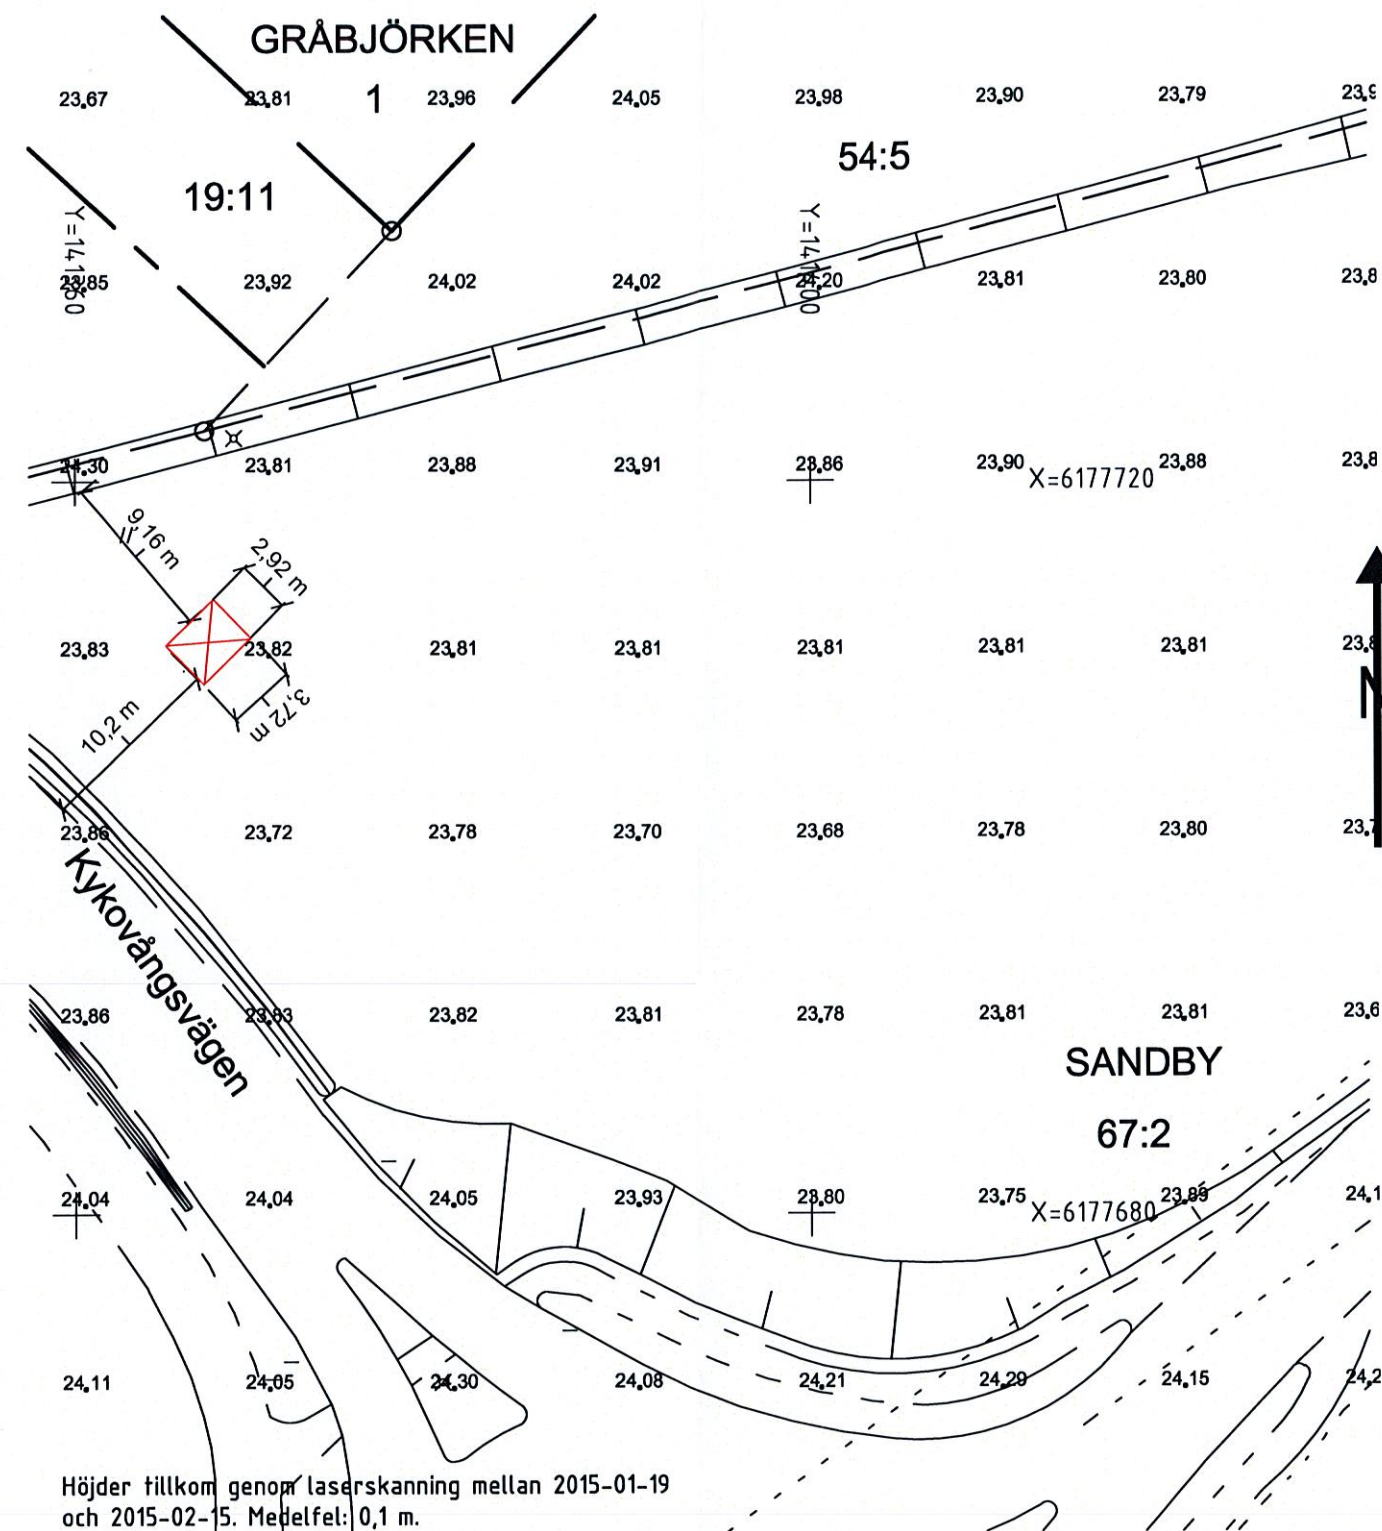 GRÅBJÖRKEN
23.67 23.81 1 23.96 24.05 23.98 23.90 23.79
54:5
19:11
23.85 23.92 24.02 24.02 24.20 23.81 23.80
24.30 23.81 23.88 23.91 23.86 23.90 X=6177720 23.88
9,16 m
2,92 m
23.83 23.82 23.81 23.81 23.81 23.81 23.81
3,72 m
10,2 m
23.86 23.72 23.78 23.70 23.68 23.78 23.80
Kykovångsvägen
23.86 23.83 23.82 23.81 23.78 23.81 23.81
SANDBY
67:2
24.04 24.04 24.05 23.93 23.80 23.75 X=6177680 23.89
24.11 24.05 24.30 24.08 24.21 24.29 24.15
Höjder tillkom genom laserskanning mellan 2015-01-19
och 2015-02-15. Medelfel: 0,1 m.